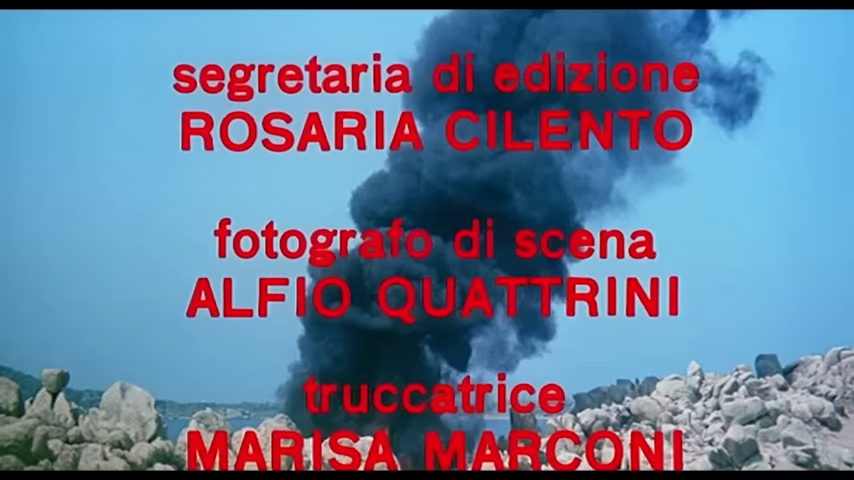 segretaria di edizione
ROSARIA CILENTO
fotografo di scena
ALFIO QUATTRINI
truccatrice
MARISA MARCONI